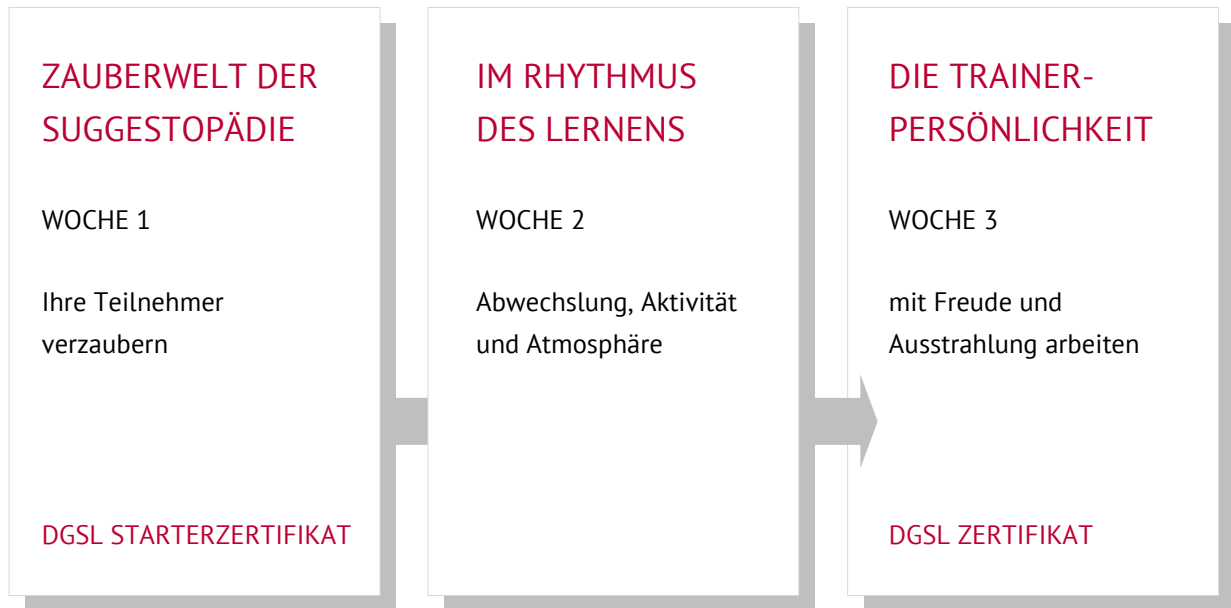 ZAUBERWELT DER
SUGGESTOPÄDIE
WOCHE 1
Ihre Teilnehmer
verzaubern
DGSL STARTERZERTIFIKAT
IM RHYTHMUS
DES LERNENS
WOCHE 2
Abwechslung, Aktivität
und Atmosphäre
DIE TRAINER-
PERSÖNLICHKEIT
WOCHE 3
mit Freude und
Ausstrahlung arbeiten
DGSL ZERTIFIKAT